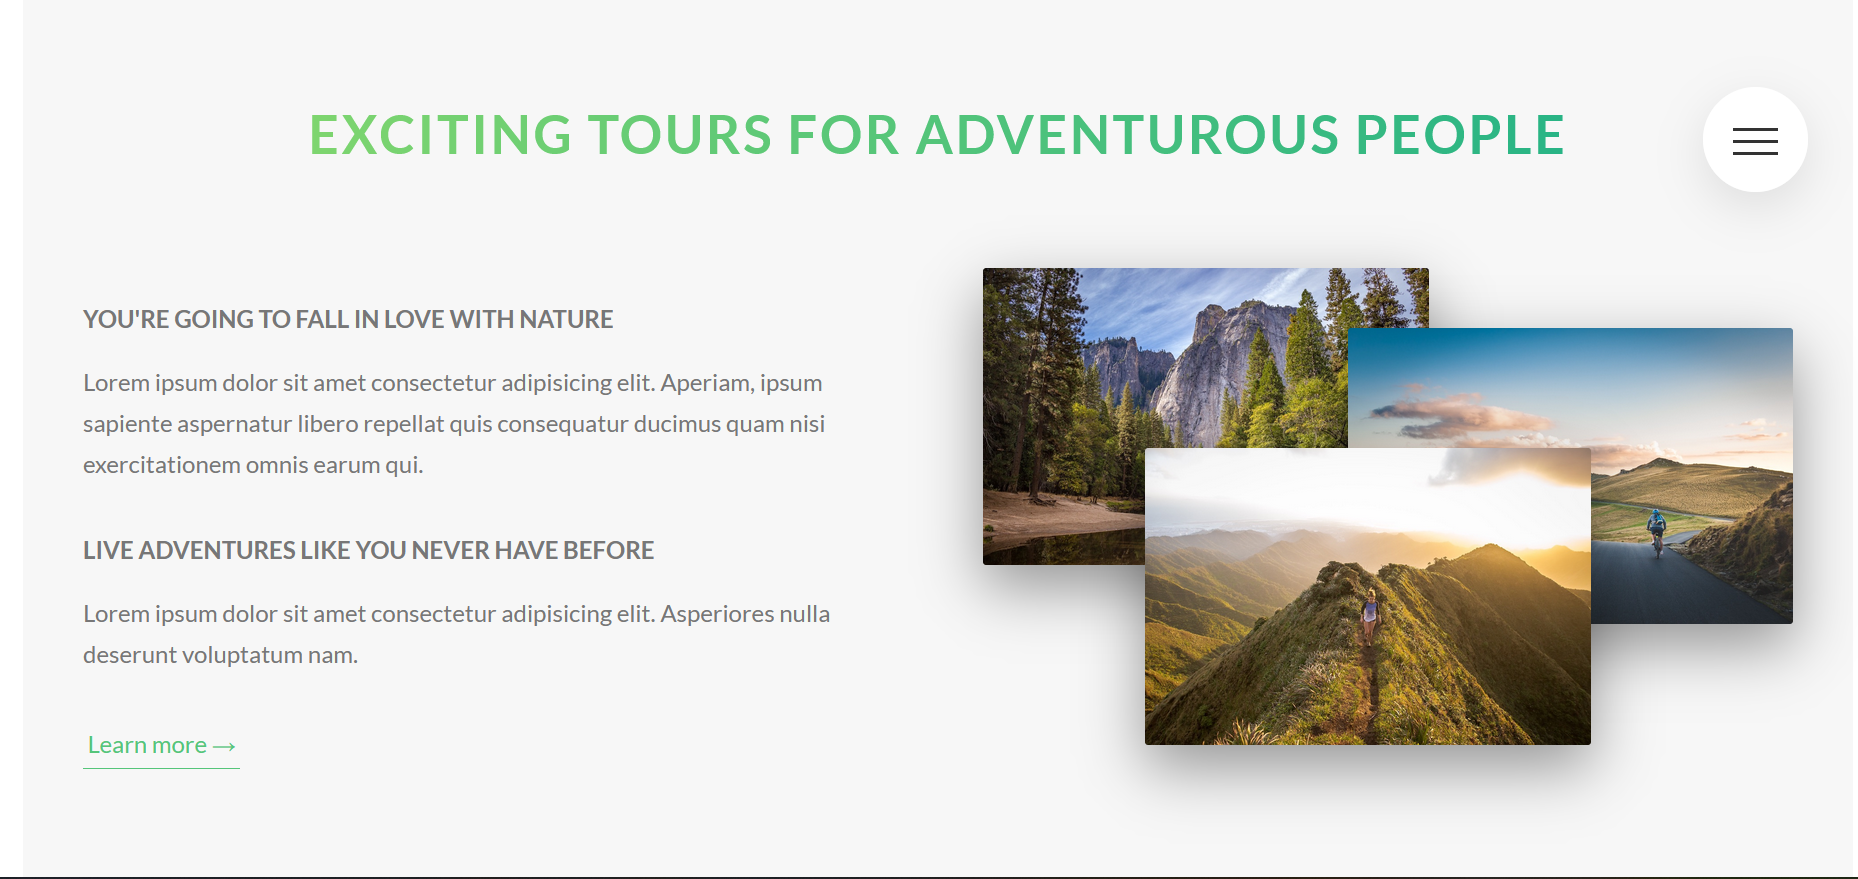 EXCITING TOURS FOR ADVENTUROUS PEOPLE
YOU'RE GOING TO FALL IN LOVE WITH NATURE
Lorem ipsum dolor sit amet consectetur adipisicing elit. Aperiam, ipsum
sapiente aspernatur libero repellat quis consequatur ducimus quam nisi
exercitationem omnis earum qui.
LIVE ADVENTURES LIKE YOU NEVER HAVE BEFORE
Lorem ipsum dolor sit amet consectetur adipisicing elit. Asperiores nulla
deserunt voluptatum nam.
Learn more →